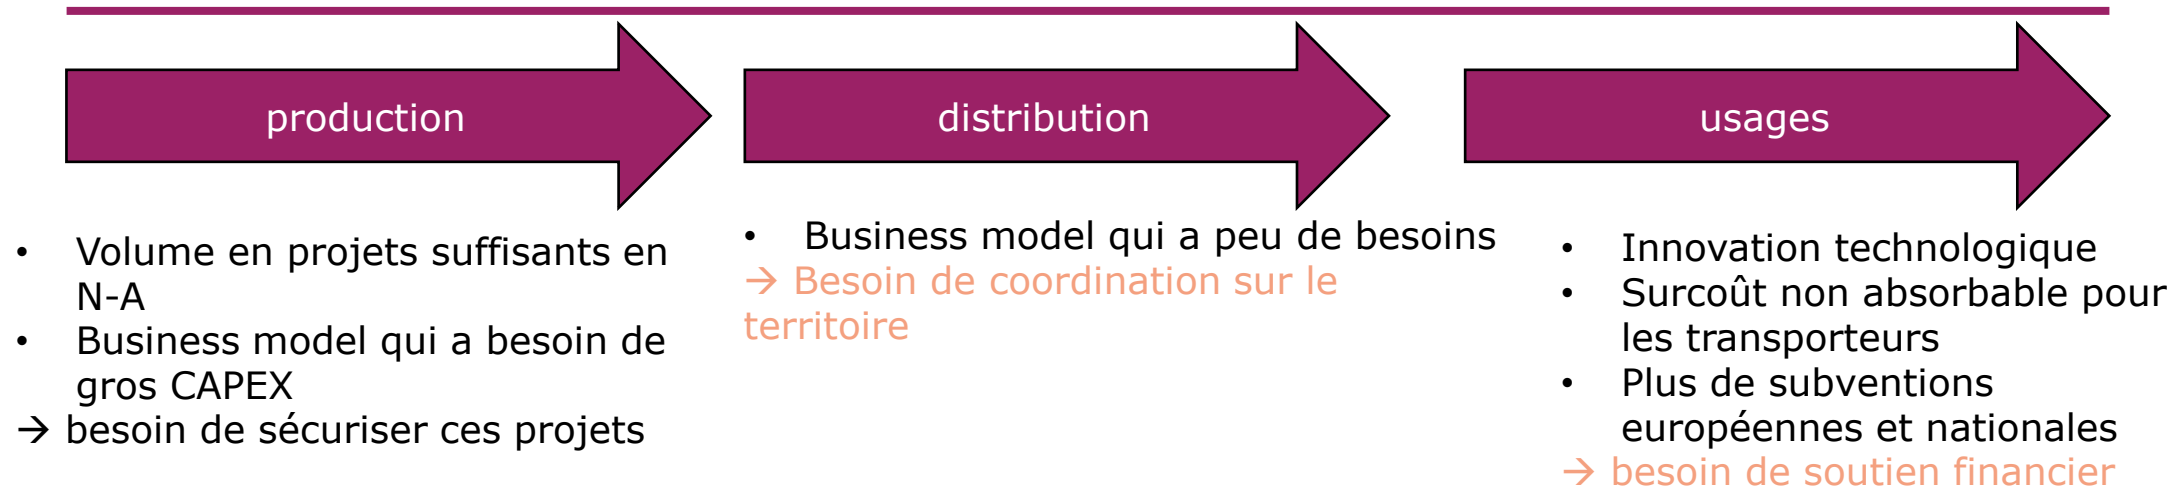 production
distribution
usages
• Volume en projets suffisants en
N-A
• Business model qui a besoin de
gros CAPEX
→ besoin de sécuriser ces projets
• Business model qui a peu de besoins
→ Besoin de coordination sur le
territoire
• Innovation technologique
• Surcoût non absorbable pour
les transporteurs
• Plus de subventions
européennes et nationales
→ besoin de soutien financier